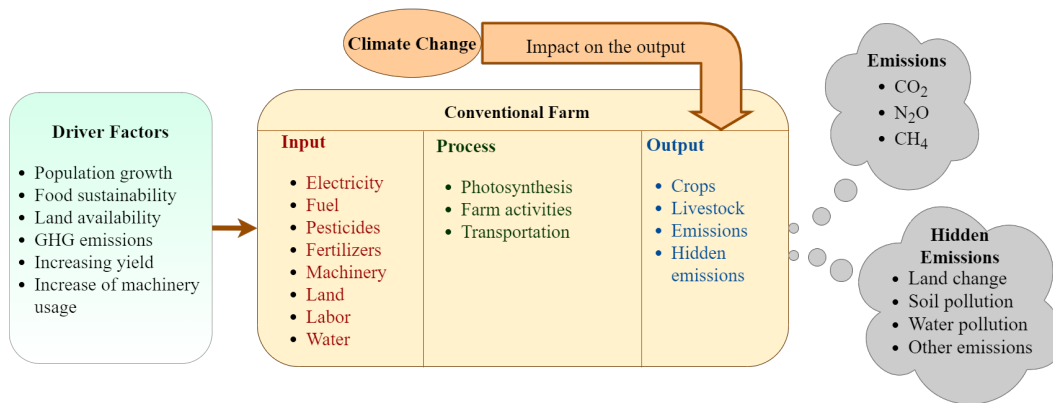 Climate Change
Impact on the output
Driver Factors
• Population growth
• Food sustainability
• Land availability
• GHG emissions
• Increasing yield
• Increase of machinery
usage
Conventional Farm
Input
• Electricity
• Fuel
• Pesticides
• Fertilizers
• Machinery
• Land
• Labor
• Water
Process
• Photosynthesis
• Farm activities
• Transportation
Output
• Crops
• Livestock
• Emissions
• Hidden
emissions
Emissions
• CO₂
• N₂O
• CH₄
Hidden
Emissions
• Land change
• Soil pollution
• Water pollution
• Other emissions